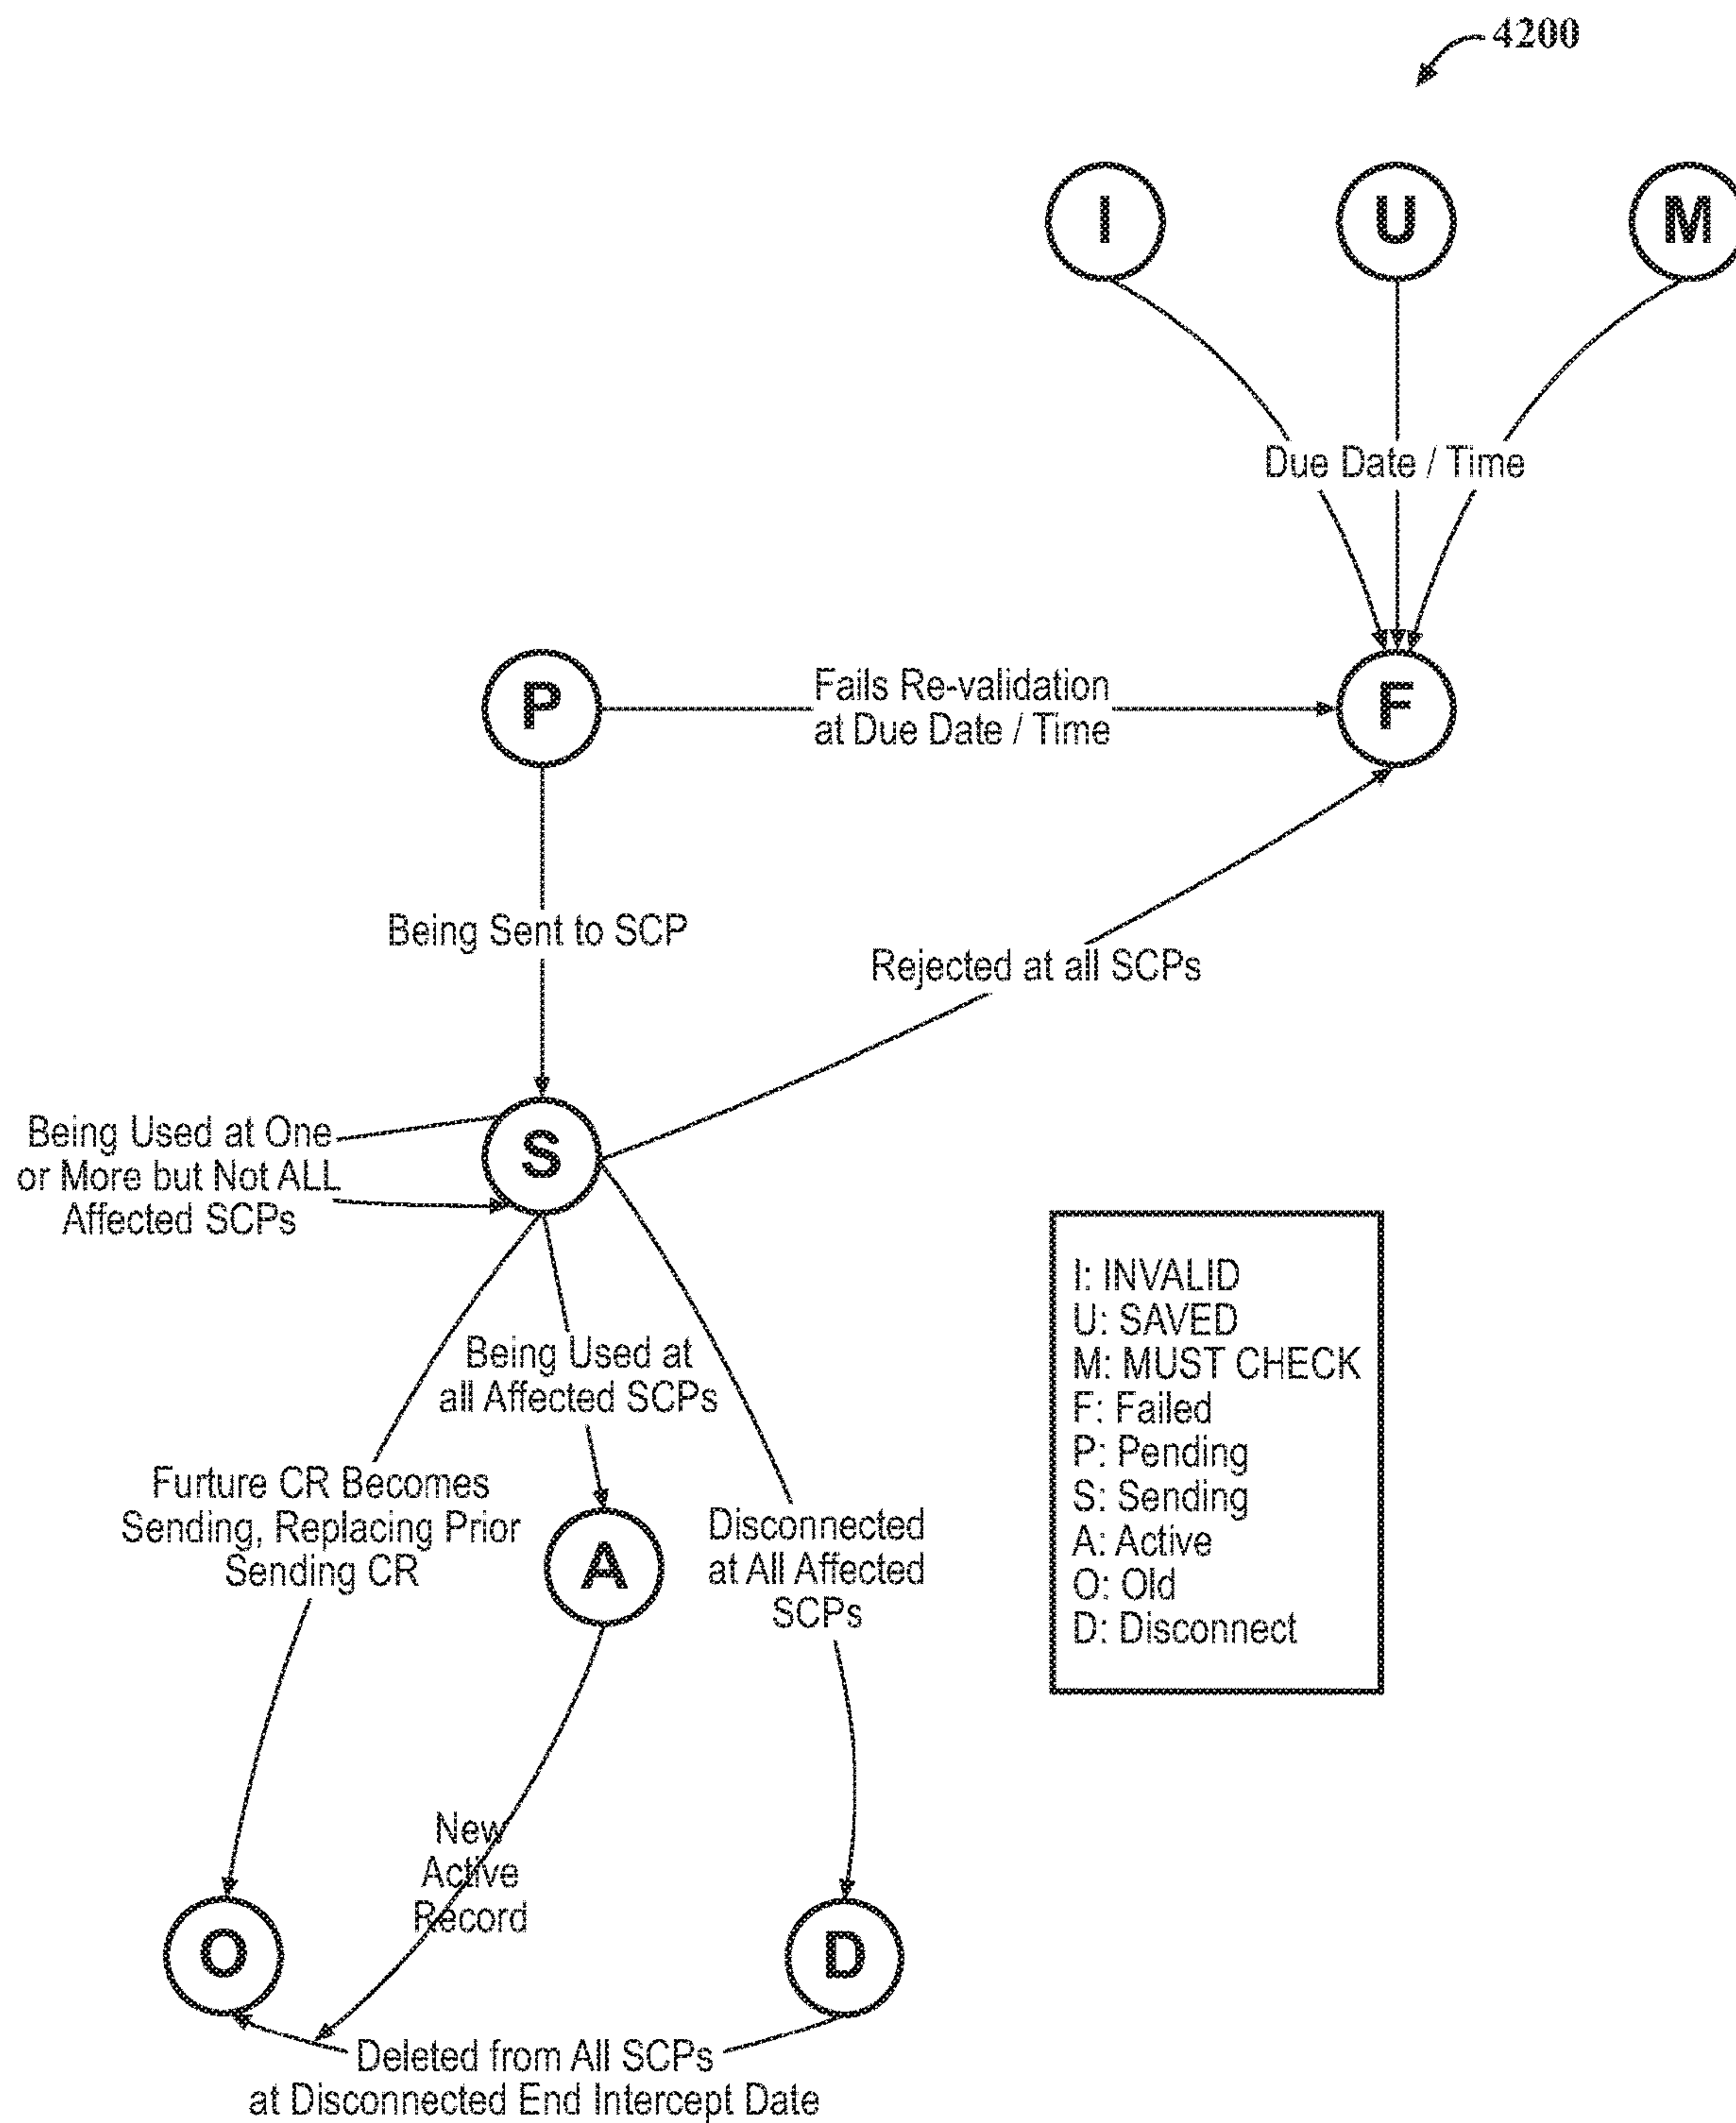 4200
I
U
M
Due Date / Time
P
Fails Re-validation
at Due Date / Time
F
Being Sent to SCP
Rejected at all SCPs
Being Used at One
or More but Not ALL
Affected SCPs
S
Being Used at
all Affected SCPs
Furture CR Becomes
Sending, Replacing Prior
Sending CR
A
Disconnected
at All Affected
SCPs
I: INVALID
U: SAVED
M: MUST CHECK
F: Failed
P: Pending
S: Sending
A: Active
O: Old
D: Disconnect
New
Active
Record
O
D
Deleted from All SCPs
at Disconnected End Intercept Date